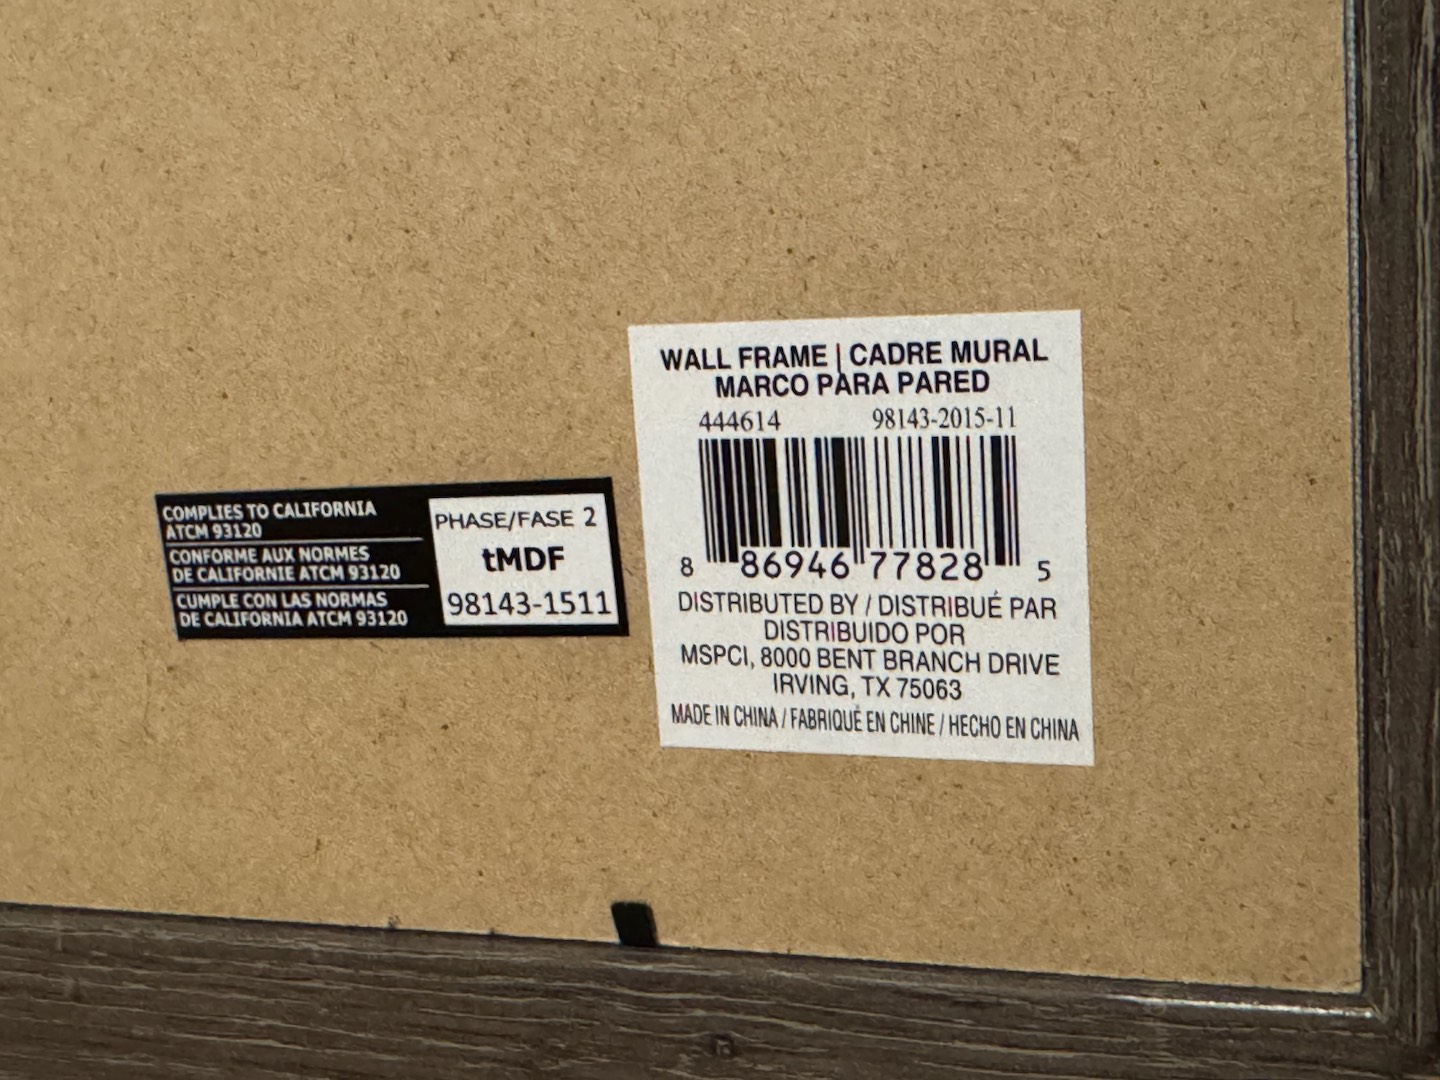 COMPLIES TO CALIFORNIA
ATCM 93120
CONFORME AUX NORMES
DE CALIFORNIE ATCM 93120
CUMPLE CON LAS NORMAS
DE CALIFORNIA ATCM 93120
PHASE/FASE 2
tMDF
98143-1511
WALL FRAME | CADRE MURAL
MARCO PARA PARED
444614 98143-2015-11
8 86946 77828 5
DISTRIBUTED BY / DISTRIBUÉ PAR
DISTRIBUIDO POR
MSPCI, 8000 BENT BRANCH DRIVE
IRVING, TX 75063
MADE IN CHINA / FABRIQUÉ EN CHINE / HECHO EN CHINA